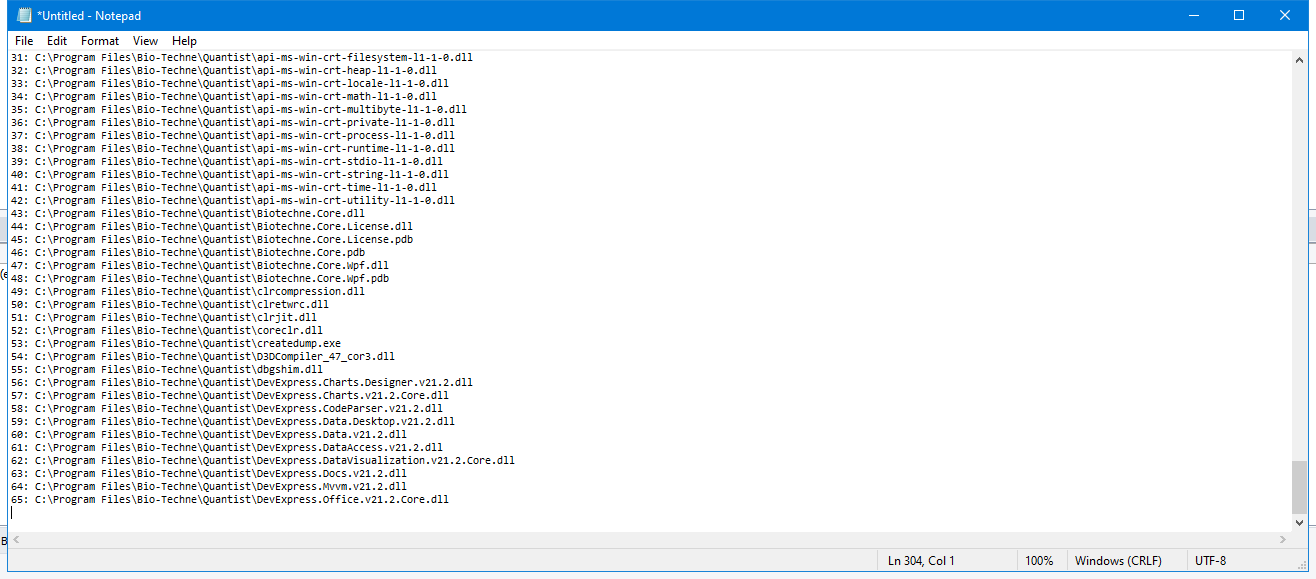 *Untitled - Notepad
File Edit Format View Help
31: C:\Program Files\Bio-Techne\Quantist\api-ms-win-crt-filesystem-l1-1-0.dll
32: C:\Program Files\Bio-Techne\Quantist\api-ms-win-crt-heap-l1-1-0.dll
33: C:\Program Files\Bio-Techne\Quantist\api-ms-win-crt-locale-l1-1-0.dll
34: C:\Program Files\Bio-Techne\Quantist\api-ms-win-crt-math-l1-1-0.dll
35: C:\Program Files\Bio-Techne\Quantist\api-ms-win-crt-multibyte-l1-1-0.dll
36: C:\Program Files\Bio-Techne\Quantist\api-ms-win-crt-private-l1-1-0.dll
37: C:\Program Files\Bio-Techne\Quantist\api-ms-win-crt-process-l1-1-0.dll
38: C:\Program Files\Bio-Techne\Quantist\api-ms-win-crt-runtime-l1-1-0.dll
39: C:\Program Files\Bio-Techne\Quantist\api-ms-win-crt-stdio-l1-1-0.dll
40: C:\Program Files\Bio-Techne\Quantist\api-ms-win-crt-string-l1-1-0.dll
41: C:\Program Files\Bio-Techne\Quantist\api-ms-win-crt-time-l1-1-0.dll
42: C:\Program Files\Bio-Techne\Quantist\api-ms-win-crt-utility-l1-1-0.dll
43: C:\Program Files\Bio-Techne\Quantist\Biotechne.Core.dll
44: C:\Program Files\Bio-Techne\Quantist\Biotechne.Core.License.dll
45: C:\Program Files\Bio-Techne\Quantist\Biotechne.Core.License.pdb
46: C:\Program Files\Bio-Techne\Quantist\Biotechne.Core.pdb
47: C:\Program Files\Bio-Techne\Quantist\Biotechne.Core.Wpf.dll
48: C:\Program Files\Bio-Techne\Quantist\Biotechne.Core.Wpf.pdb
49: C:\Program Files\Bio-Techne\Quantist\clrcompression.dll
50: C:\Program Files\Bio-Techne\Quantist\clretwrc.dll
51: C:\Program Files\Bio-Techne\Quantist\clrjit.dll
52: C:\Program Files\Bio-Techne\Quantist\coreclr.dll
53: C:\Program Files\Bio-Techne\Quantist\createdump.exe
54: C:\Program Files\Bio-Techne\Quantist\D3DCompiler_47_cor3.dll
55: C:\Program Files\Bio-Techne\Quantist\dbgshim.dll
56: C:\Program Files\Bio-Techne\Quantist\DevExpress.Charts.Designer.v21.2.dll
57: C:\Program Files\Bio-Techne\Quantist\DevExpress.Charts.v21.2.Core.dll
58: C:\Program Files\Bio-Techne\Quantist\DevExpress.CodeParser.v21.2.dll
59: C:\Program Files\Bio-Techne\Quantist\DevExpress.Data.Desktop.v21.2.dll
60: C:\Program Files\Bio-Techne\Quantist\DevExpress.Data.v21.2.dll
61: C:\Program Files\Bio-Techne\Quantist\DevExpress.DataAccess.v21.2.dll
62: C:\Program Files\Bio-Techne\Quantist\DevExpress.DataVisualization.v21.2.Core.dll
63: C:\Program Files\Bio-Techne\Quantist\DevExpress.Docs.v21.2.dll
64: C:\Program Files\Bio-Techne\Quantist\DevExpress.Mvvm.v21.2.dll
65: C:\Program Files\Bio-Techne\Quantist\DevExpress.Office.v21.2.Core.dll
Ln 304, Col 1 100% Windows (CRLF) UTF-8